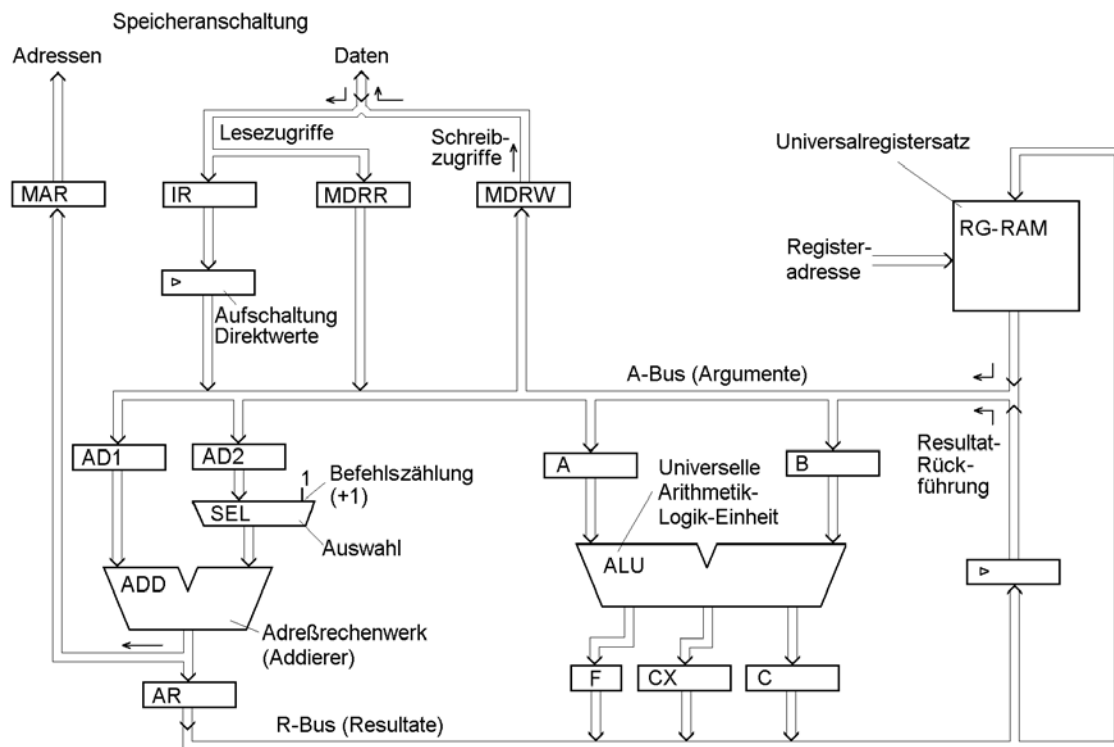 Speicheranschaltung
Adressen
Daten
Lesezugriffe
Schreib-
zugriffe
Universalregistersatz
MAR
IR
MDRR
MDRW
RG-RAM
Register-
adresse
Aufschaltung
Direktwerte
A-Bus (Argumente)
AD1
AD2
A
B
Resultat-
Rück-
führung
1
Befehlszählung
(+1)
Universelle
Arithmetik-
Logik-Einheit
SEL
Auswahl
ADD
ALU
Adreßrechenwerk
(Addierer)
F
CX
C
AR
R-Bus (Resultate)